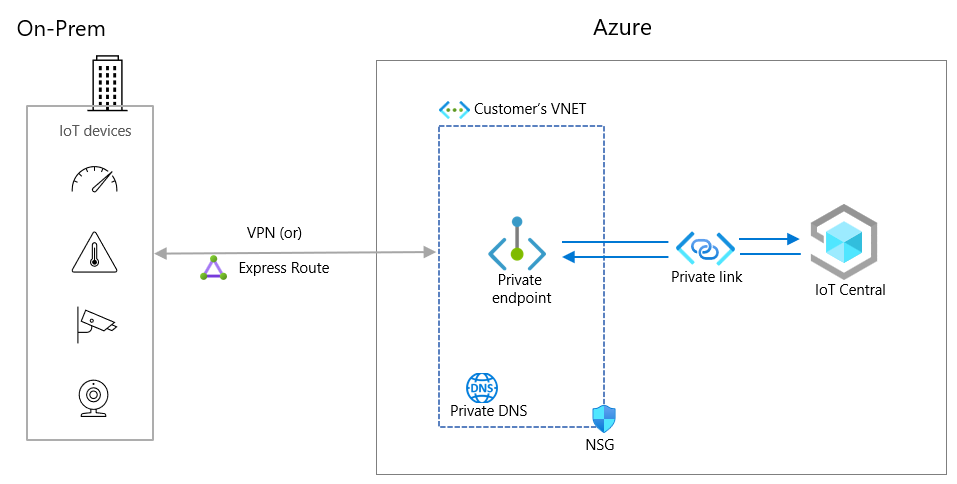 On-Prem
Azure
IoT devices
Customer's VNET
VPN (or)
Express Route
Private
endpoint
Private link
IoT Central
DNS
Private DNS
NSG